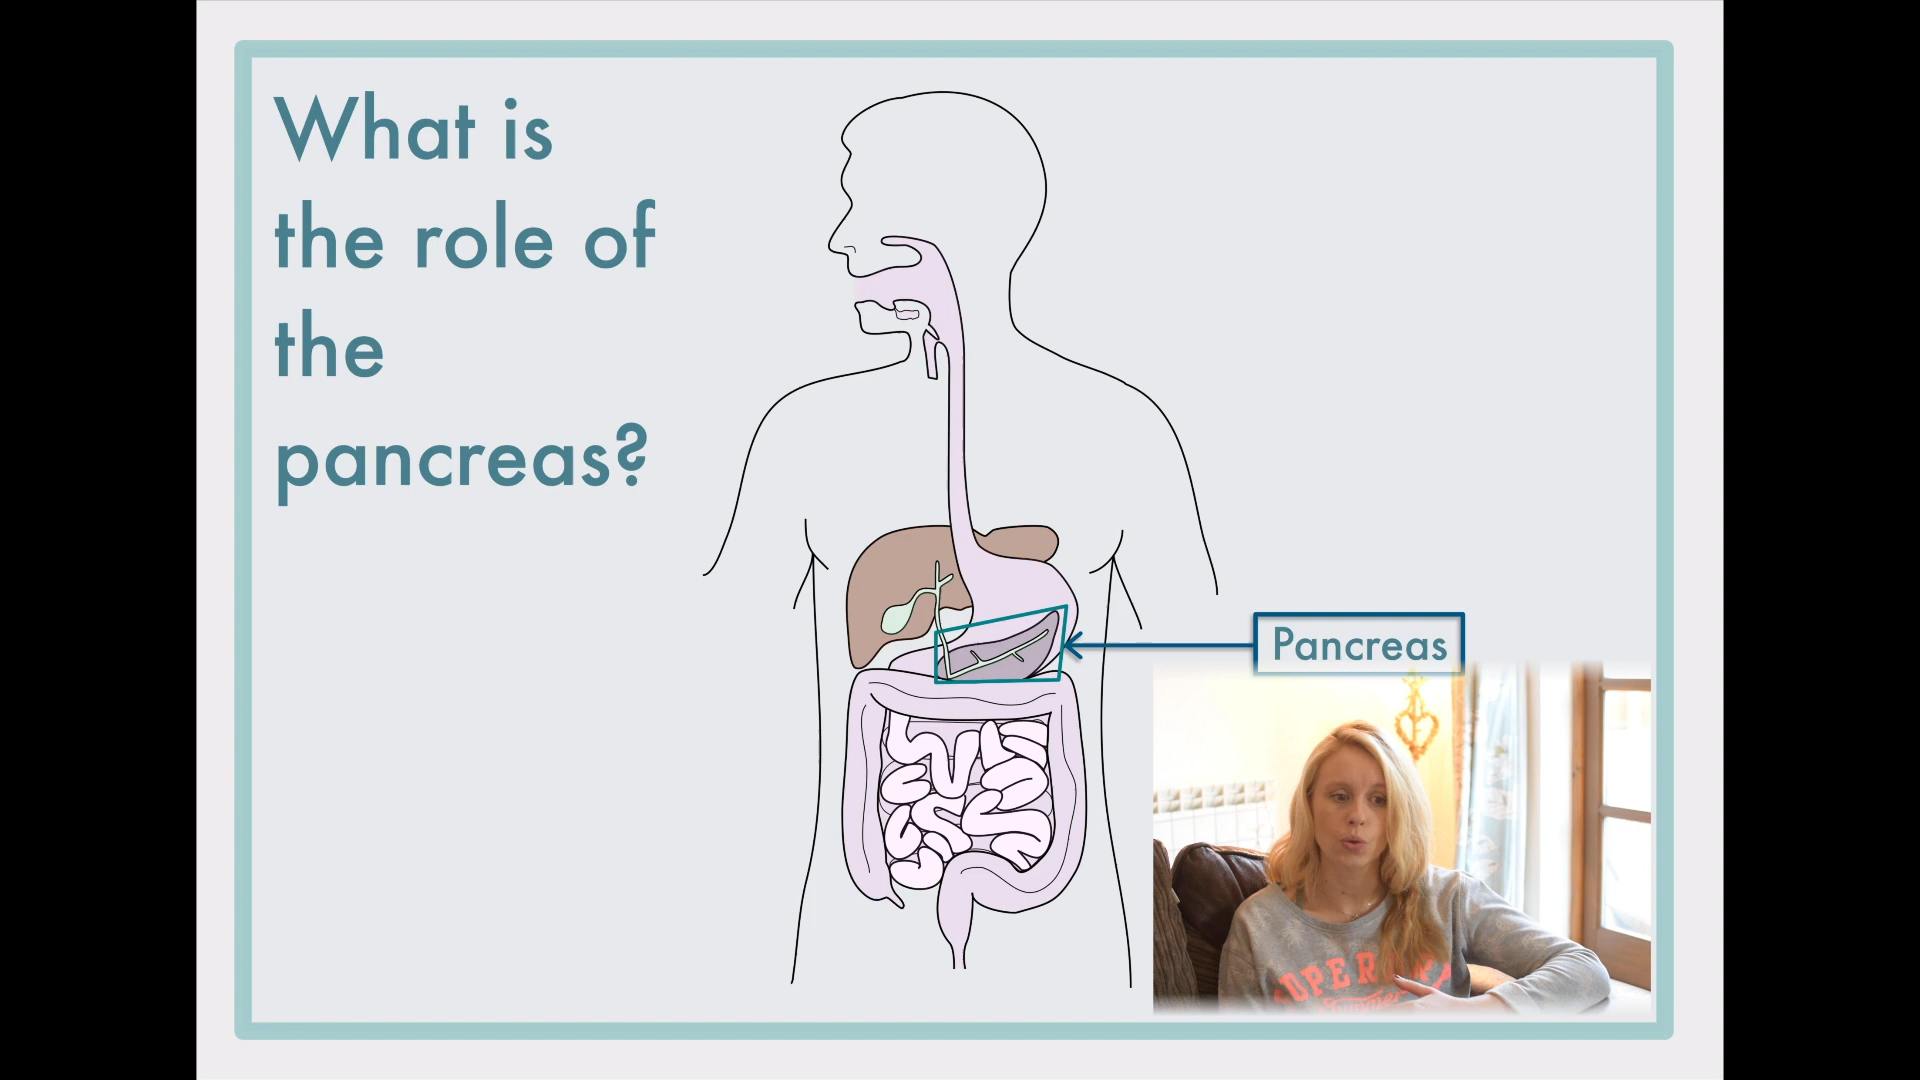 What is
the role of
the
pancreas?
Pancreas